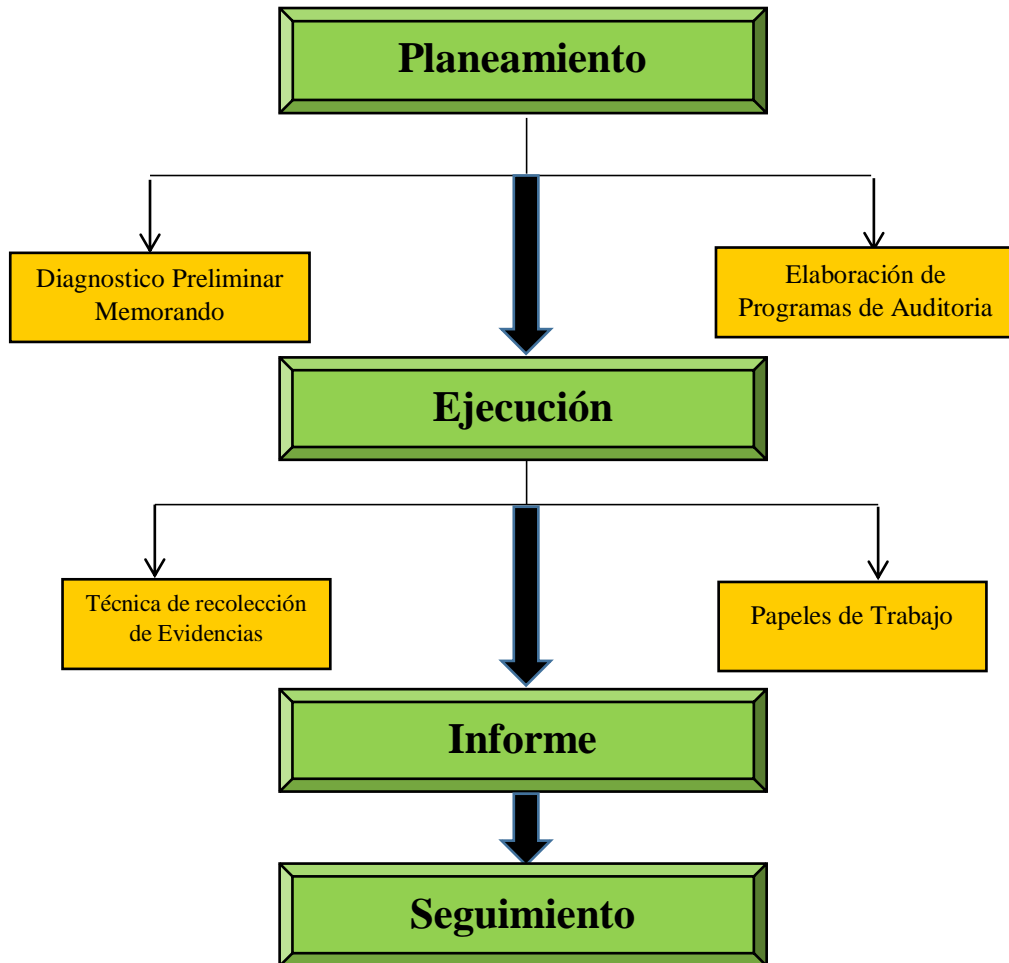 Planeamiento
Diagnostico Preliminar
Memorando
Elaboración de
Programas de Auditoria
Ejecución
Técnica de recolección
de Evidencias
Papeles de Trabajo
Informe
Seguimiento